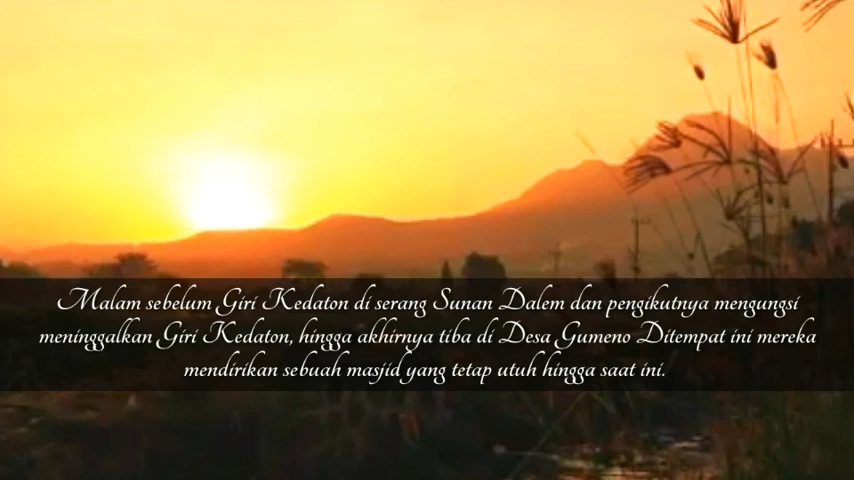 Malam sebelum Giri Kedaton di serang Sunan Dalem dan pengikutnya mengungsi
meninggalkan Giri Kedaton, hingga akhirnya tiba di Desa Gumeno Ditempat ini mereka
mendirikan sebuah masjid yang tetap utuh hingga saat ini.